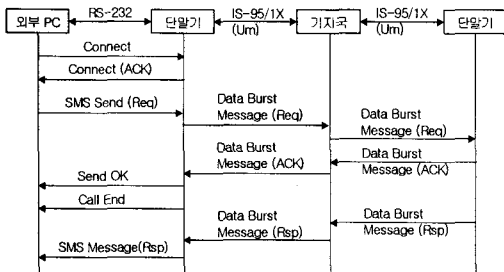 외부 PC
RS-232
단말기
IS-95/1X
(Um)
기지국
IS-95/1X
(Um)
단말기
Connect
Connect (ACK)
SMS Send (Req)
Data Burst
Message (Req)
Data Burst
Message (Req)
Data Burst
Message (ACK)
Data Burst
Message (ACK)
Send OK
Call End
Data Burst
Message (Rsp)
Data Burst
Message (Rsp)
SMS Message(Rsp)